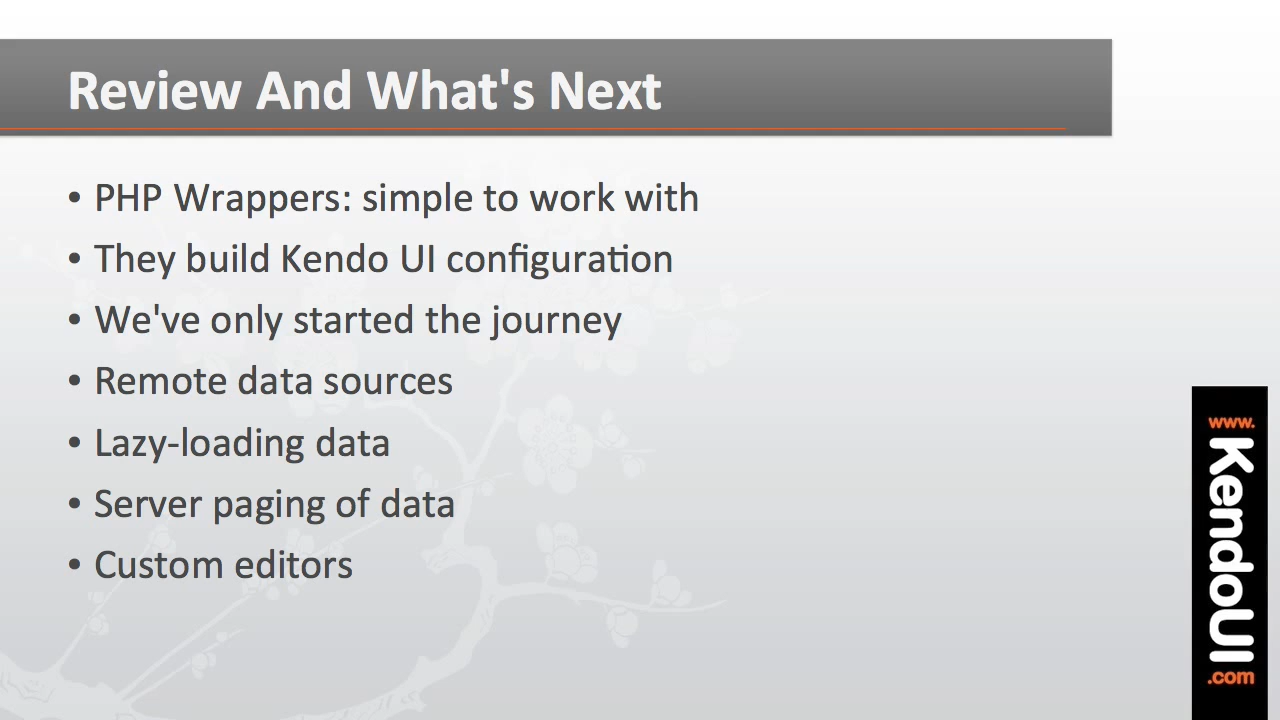 Review And What's Next
• PHP Wrappers: simple to work with
• They build Kendo UI configuration
• We've only started the journey
• Remote data sources
• Lazy-loading data
• Server paging of data
• Custom editors
www.
KendoUI
.com